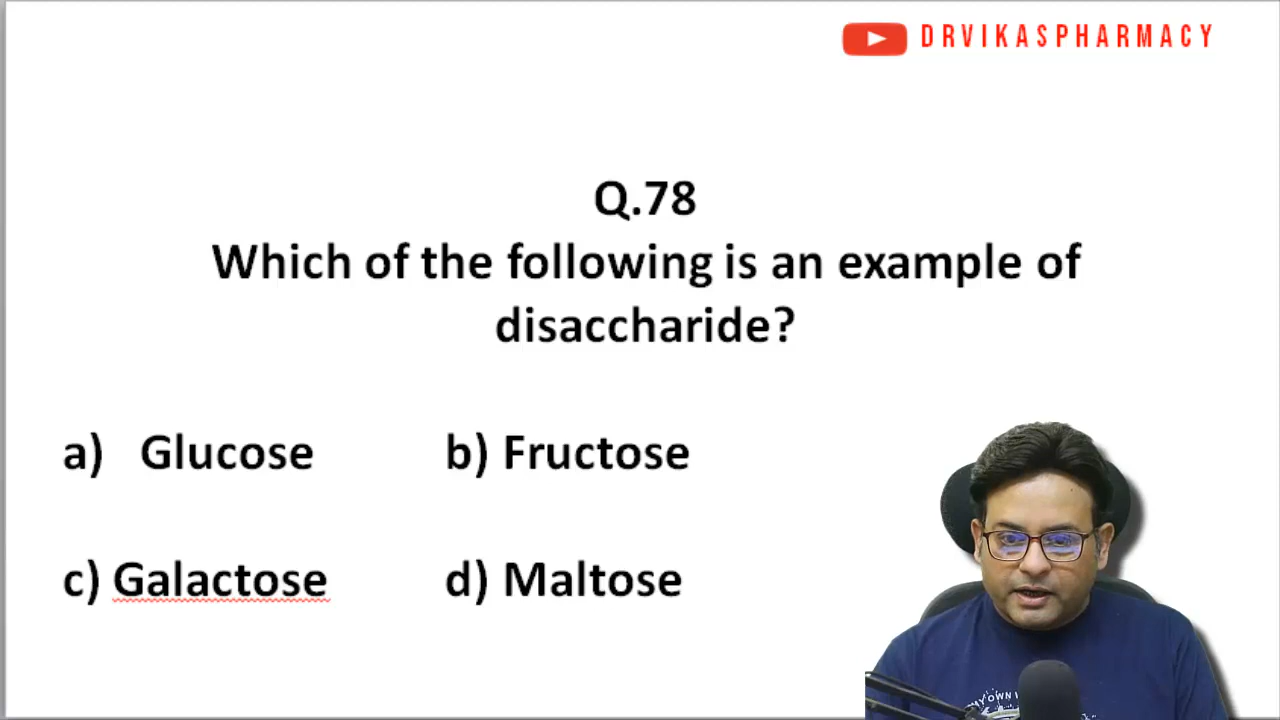 DRVIKASPHARMACY
Q.78
Which of the following is an example of
disaccharide?
a) Glucose b) Fructose
c) Galactose d) Maltose